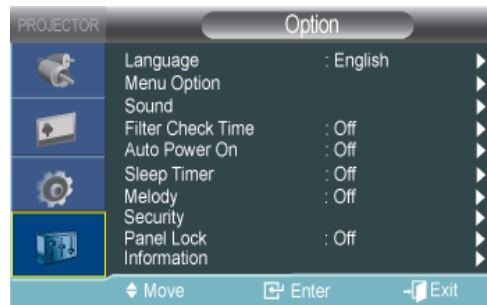 PROJECTOR
Option
Language : English
Menu Option
Sound
Filter Check Time : Off
Auto Power On : Off
Sleep Timer : Off
Melody : Off
Security
Panel Lock : Off
Information
Move Enter Exit